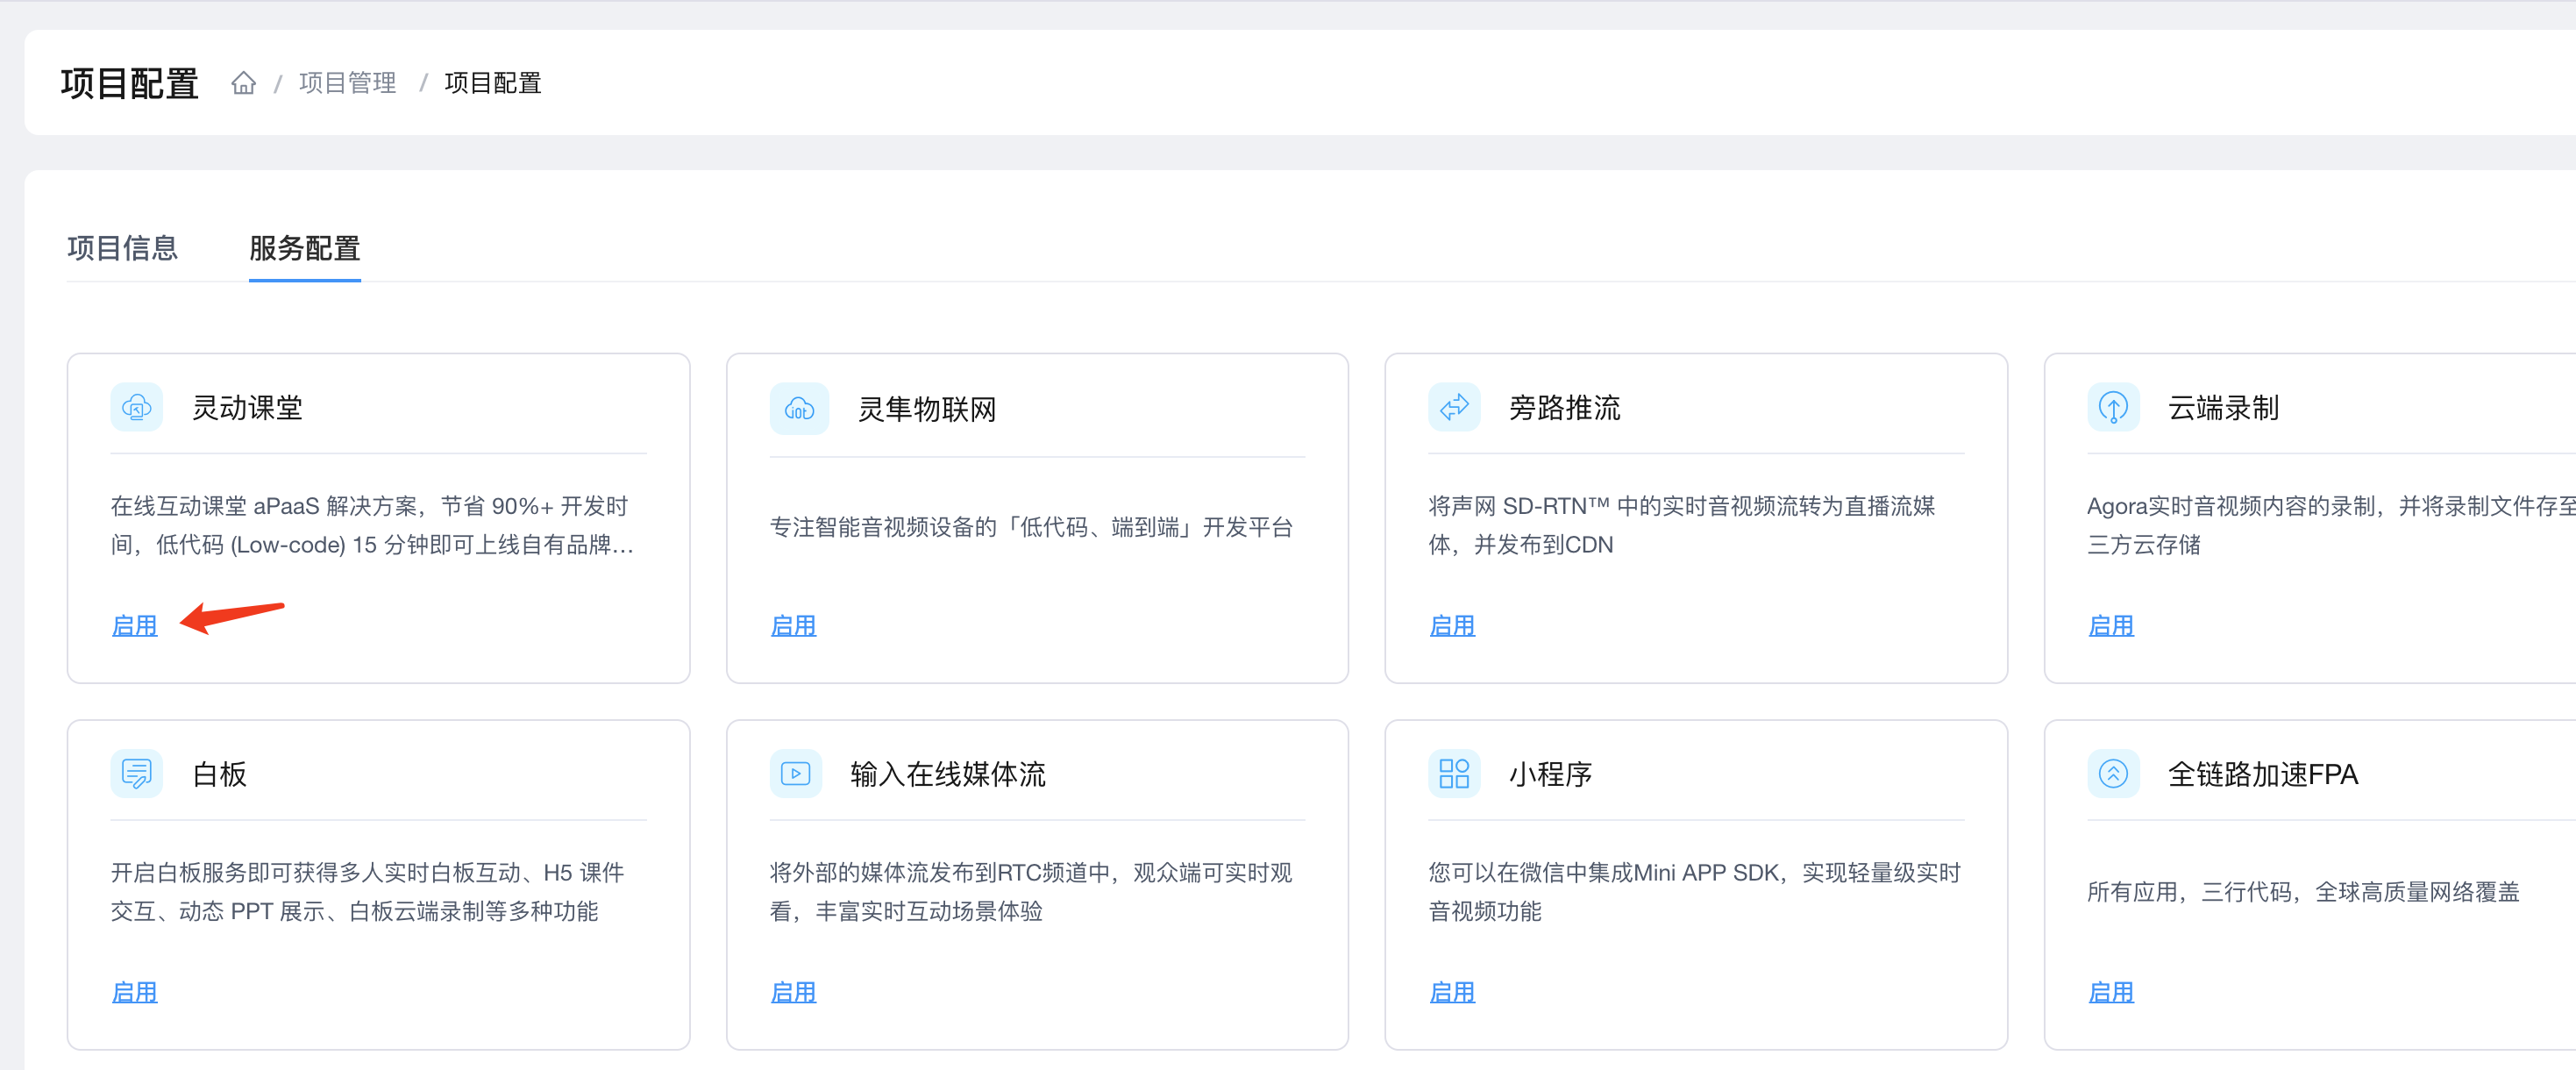 项目配置 / 项目管理 / 项目配置
项目信息 服务配置
灵动课堂
在线互动课堂 aPaaS 解决方案，节省 90%+ 开发时
间，低代码 (Low-code) 15 分钟即可上线自有品牌...
启用
iot
灵隼物联网
专注智能音视频设备的「低代码、端到端」开发平台
启用
旁路推流
将声网 SD-RTN™ 中的实时音视频流转为直播流媒
体，并发布到CDN
启用
云端录制
Agora实时音视频内容的录制，并将录制文件存至
三方云存储
启用
白板
开启白板服务即可获得多人实时白板互动、H5 课件
交互、动态 PPT 展示、白板云端录制等多种功能
启用
输入在线媒体流
将外部的媒体流发布到RTC频道中，观众端可实时观
看，丰富实时互动场景体验
启用
小程序
您可以在微信中集成Mini APP SDK，实现轻量级实时
音视频功能
启用
全链路加速FPA
所有应用，三行代码，全球高质量网络覆盖
启用